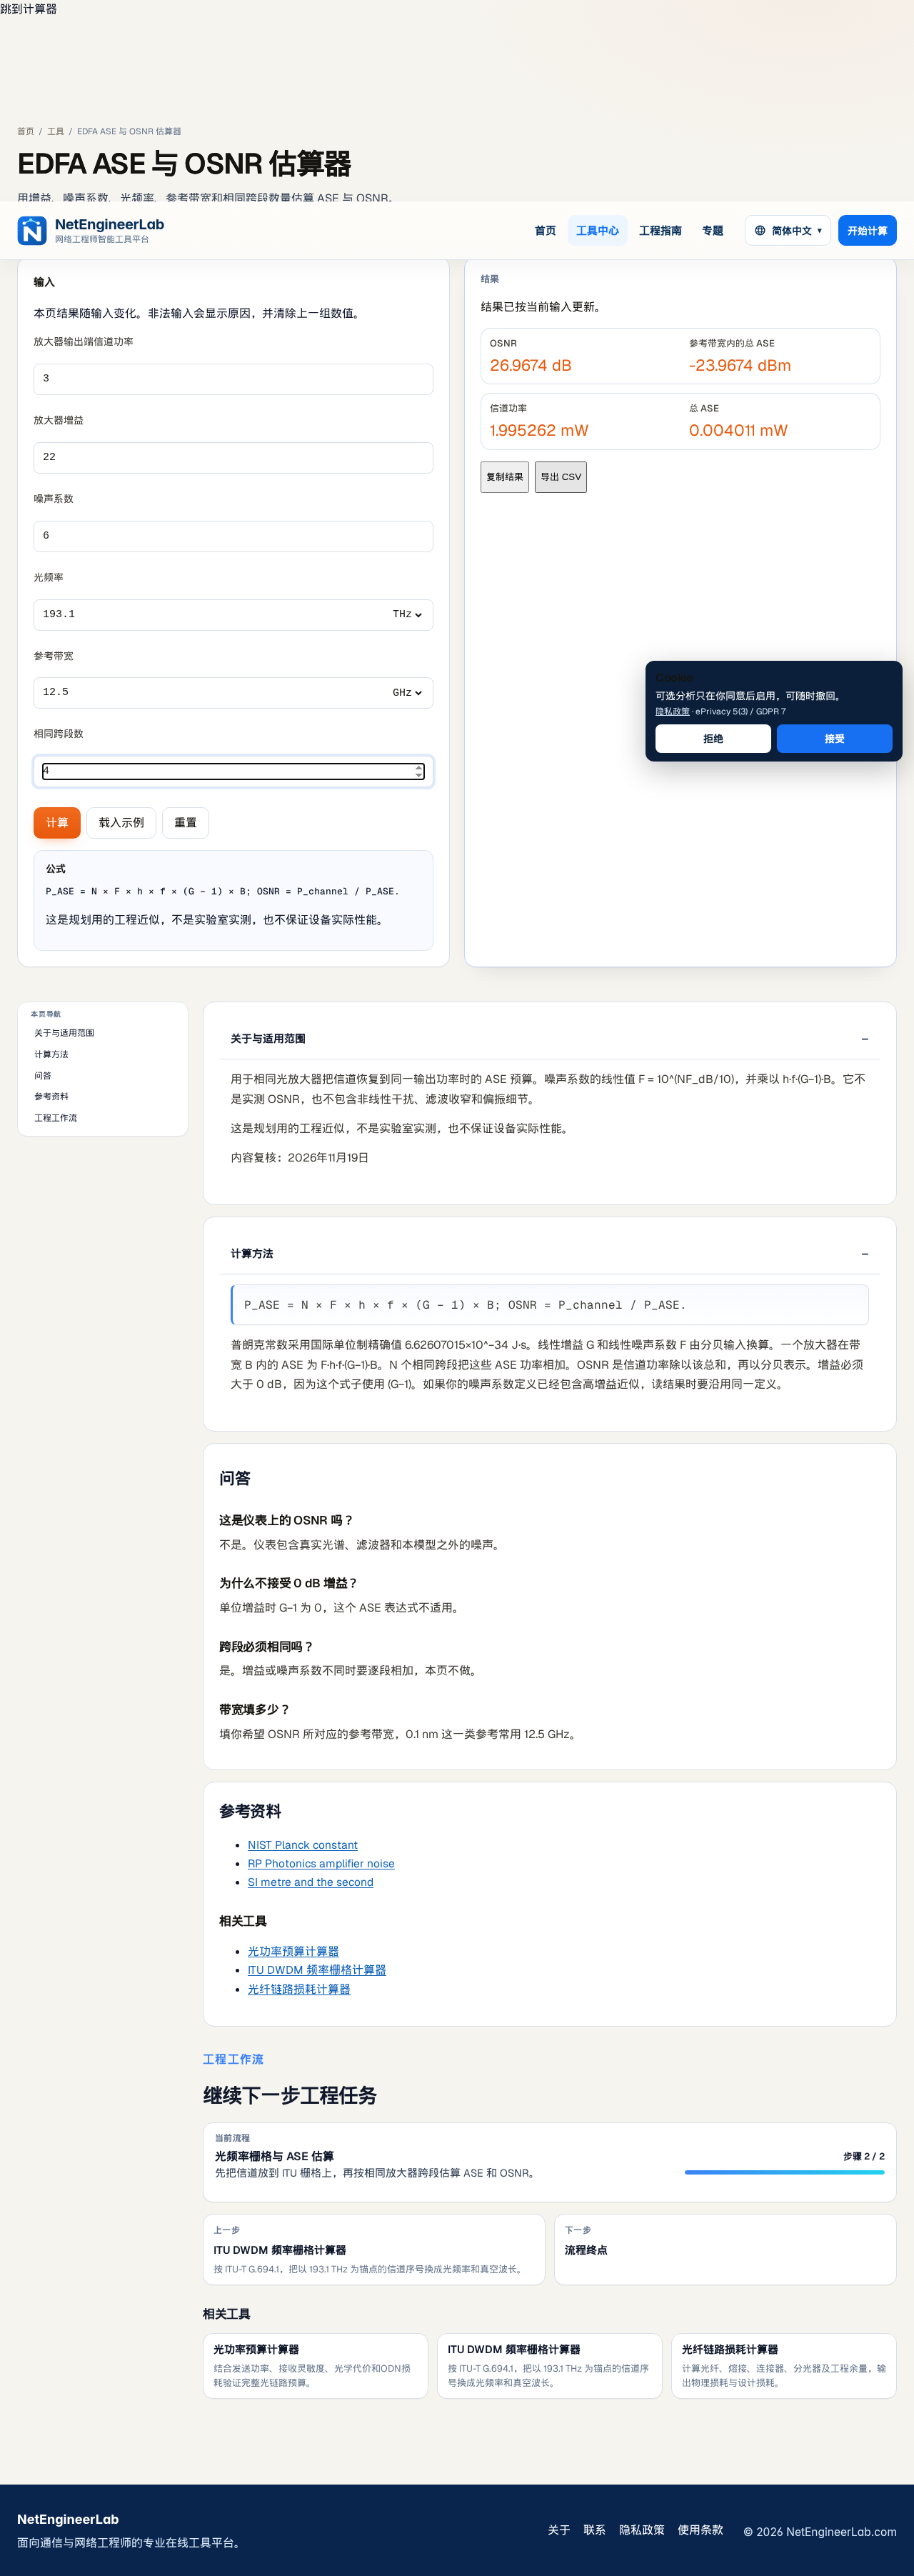 跳到计算器
首页 / 工具 / EDFA ASE 与 OSNR 估算器
EDFA ASE 与 OSNR 估算器
用增益、噪声系数、光频率、参考带宽和相同跨段数量估算 ASE 与 OSNR。
NetEngineerLab
网络工程师智能工具平台
首页
工具中心
工程指南
专题
简体中文 ▾
开始计算
输入
本页结果随输入变化。非法输入会显示原因，并清除上一组数值。
放大器输出端信道功率
3
放大器增益
22
噪声系数
6
光频率
193.1
THz
参考带宽
12.5
GHz
相同跨段数
4
计算
载入示例
重置
公式
P_ASE = N × F × h × f × (G − 1) × B; OSNR = P_channel / P_ASE.
这是规划用的工程近似，不是实验室实测，也不保证设备实际性能。
结果
结果已按当前输入更新。
OSNR
26.9674 dB
参考带宽内的总 ASE
-23.9674 dBm
信道功率
1.995262 mW
总 ASE
0.004011 mW
复制结果
导出 CSV
Cookie
可选分析只在你同意后启用，可随时撤回。
隐私政策 · ePrivacy 5(3) / GDPR 7
拒绝
接受
本页导航
关于与适用范围
计算方法
问答
参考资料
工程工作流
关于与适用范围
−
用于相同光放大器把信道恢复到同一输出功率时的 ASE 预算。噪声系数的线性值 F = 10^(NF_dB/10)，并乘以 h·f·(G−1)·B。它不
是实测 OSNR，也不包含非线性干扰、滤波收窄和偏振细节。
这是规划用的工程近似，不是实验室实测，也不保证设备实际性能。
内容复核：2026年11月19日
计算方法
−
P_ASE = N × F × h × f × (G − 1) × B; OSNR = P_channel / P_ASE.
普朗克常数采用国际单位制精确值 6.62607015×10^−34 J·s。线性增益 G 和线性噪声系数 F 由分贝输入换算。一个放大器在带
宽 B 内的 ASE 为 F·h·f·(G−1)·B。N 个相同跨段把这些 ASE 功率相加。OSNR 是信道功率除以该总和，再以分贝表示。增益必须
大于 0 dB，因为这个式子使用 (G−1)。如果你的噪声系数定义已经包含高增益近似，读结果时要沿用同一定义。
问答
这是仪表上的 OSNR 吗？
不是。仪表包含真实光谱、滤波器和本模型之外的噪声。
为什么不接受 0 dB 增益？
单位增益时 G−1 为 0，这个 ASE 表达式不适用。
跨段必须相同吗？
是。增益或噪声系数不同时要逐段相加，本页不做。
带宽填多少？
填你希望 OSNR 所对应的参考带宽，0.1 nm 这一类参考常用 12.5 GHz。
参考资料
NIST Planck constant
RP Photonics amplifier noise
SI metre and the second
相关工具
光功率预算计算器
ITU DWDM 频率栅格计算器
光纤链路损耗计算器
工程工作流
继续下一步工程任务
当前流程
光频率栅格与 ASE 估算
先把信道放到 ITU 栅格上，再按相同放大器跨段估算 ASE 和 OSNR。
步骤 2 / 2
上一步
ITU DWDM 频率栅格计算器
按 ITU-T G.694.1，把以 193.1 THz 为锚点的信道序号换成光频率和真空波长。
下一步
流程终点
相关工具
光功率预算计算器
结合发送功率、接收灵敏度、光学代价和ODN损
耗验证完整光链路预算。
ITU DWDM 频率栅格计算器
按 ITU-T G.694.1，把以 193.1 THz 为锚点的信道序
号换成光频率和真空波长。
光纤链路损耗计算器
计算光纤、熔接、连接器、分光器及工程余量，输
出物理损耗与设计损耗。
NetEngineerLab
面向通信与网络工程师的专业在线工具平台。
关于
联系
隐私政策
使用条款
© 2026 NetEngineerLab.com